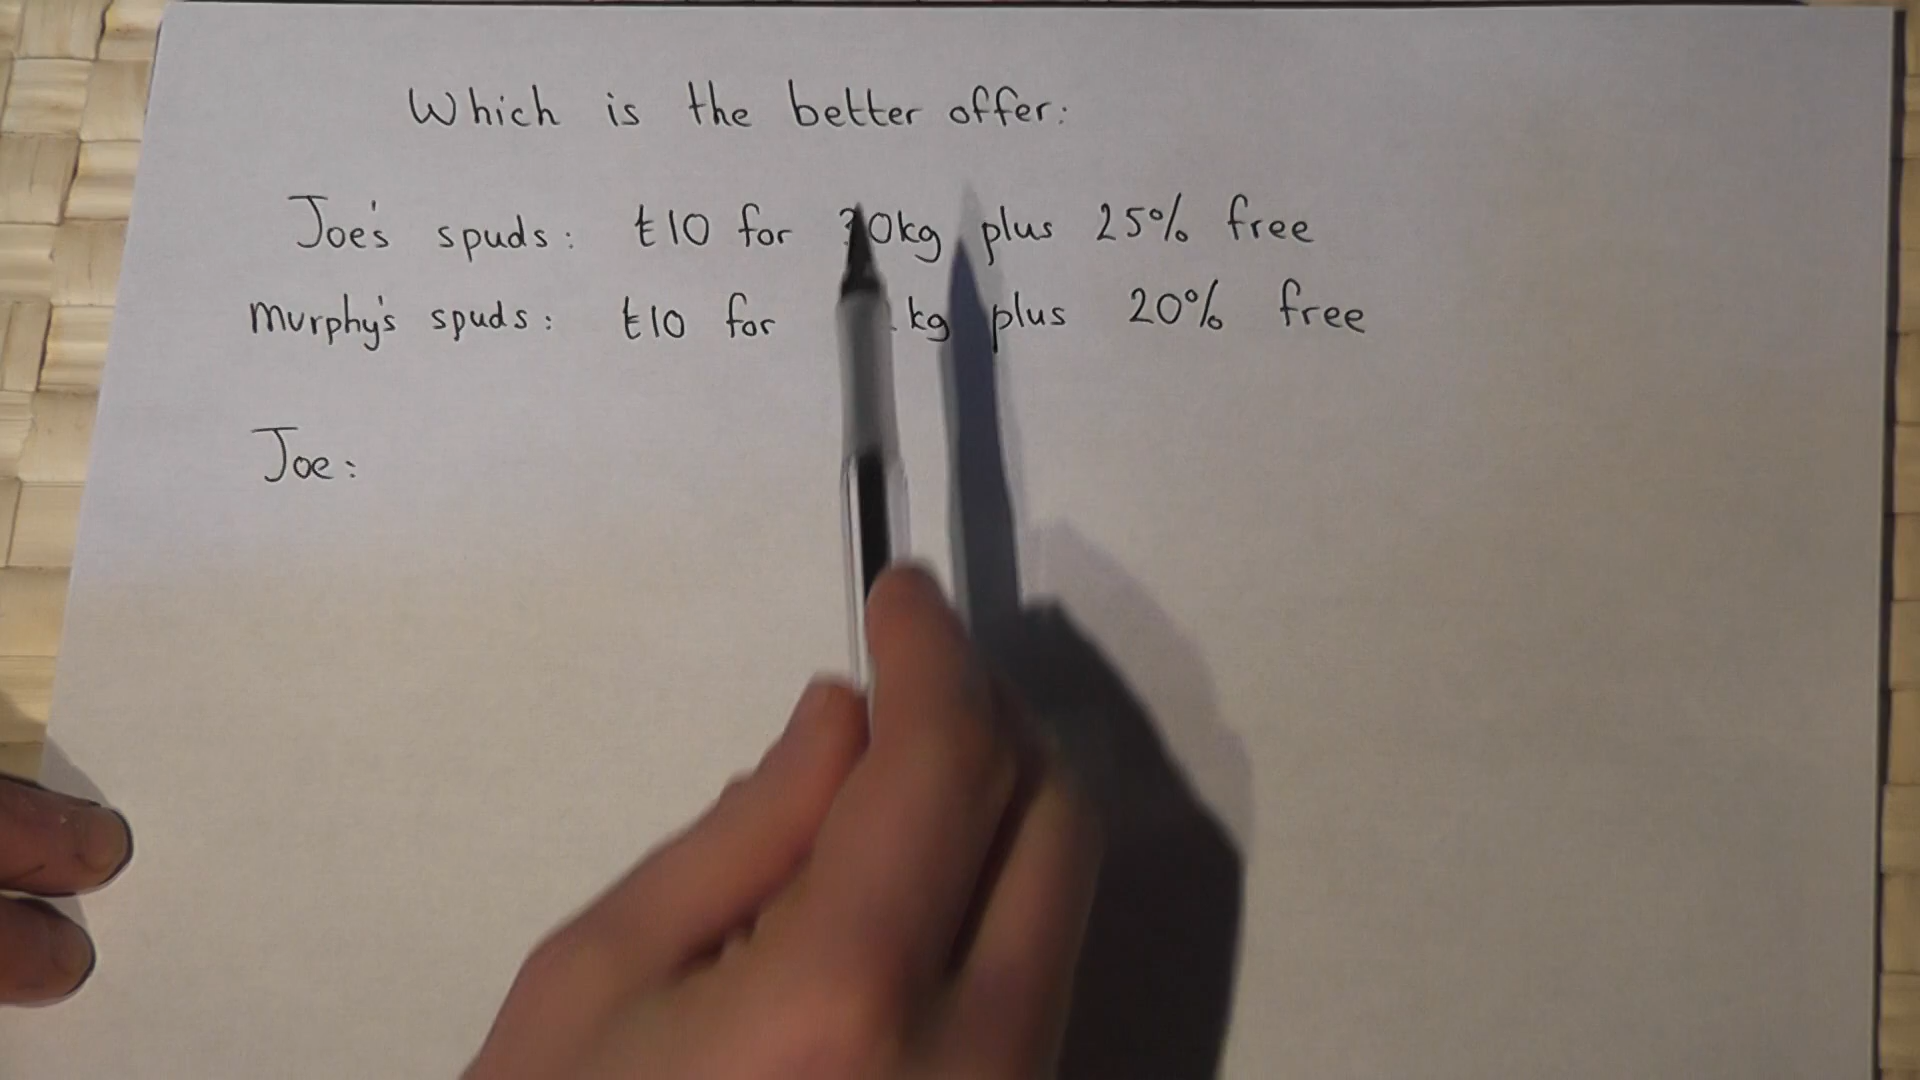 Which is the better offer:
Joe's spuds: £10 for plus 25% free
Murphy's spuds: £10 for kg plus 20% free
Joe: